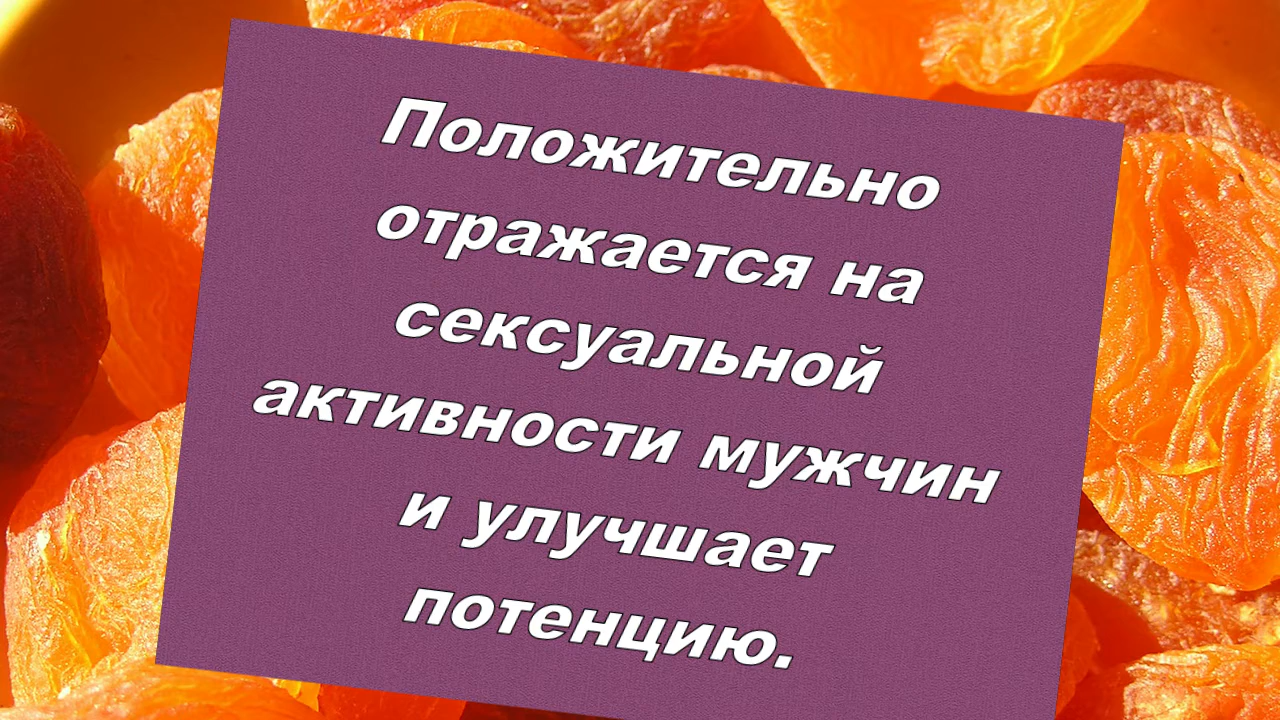 Положительно
отражается на
сексуальной
активности мужчин
и улучшает
потенцию.